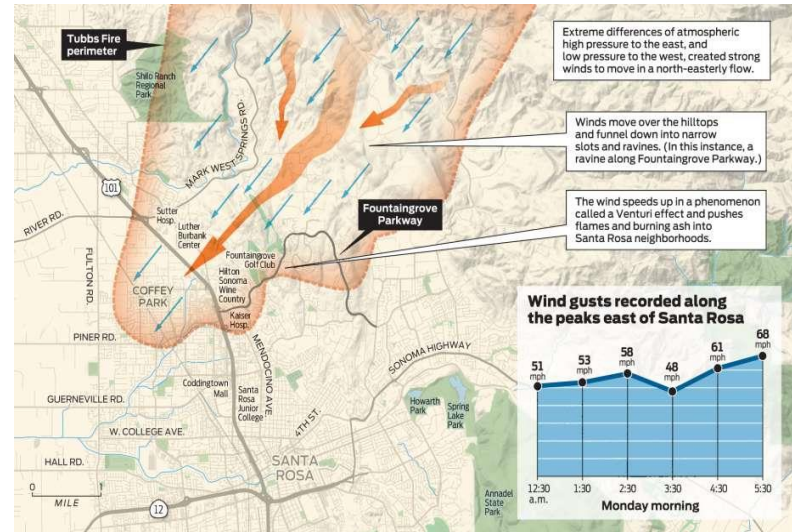 Tubbs Fire
perimeter
Shilo Ranch
Regional
Park
MARK WEST SPRINGS RD.
101
RIVER RD.
Sutter
Hosp.
Luther
Burbank
Center
FULTON RD.
COFFEY
PARK
Fountaingrove
Golf Club
Hilton
Sonoma
Wine
Country
Kaiser
Hosp.
Fountaingrove
Parkway
PINER RD.
MENDOCINO AVE.
Coddingtown
Mall
Santa
Rosa
Junior
College
GUERNEVILLE RD.
W. COLLEGE AVE.
HALL RD.
4TH ST.
SONOMA HIGHWAY
SANTA
ROSA
Howarth
Park
Spring
Lake
Park
Annadel
State
Park
0 1
MILE
12
Extreme differences of atmospheric
high pressure to the east, and
low pressure to the west, created strong
winds to move in a north-easterly flow.
Winds move over the hilltops
and funnel down into narrow
slots and ravines. (In this instance, a
ravine along Fountaingrove Parkway.)
The wind speeds up in a phenomenon
called a Venturi effect and pushes
flames and burning ash into
Santa Rosa neighborhoods.
Wind gusts recorded along
the peaks east of Santa Rosa
51 53 58 48 61 68
mph mph mph mph mph mph
12:30 1:30 2:30 3:30 4:30 5:30
a.m.
Monday morning